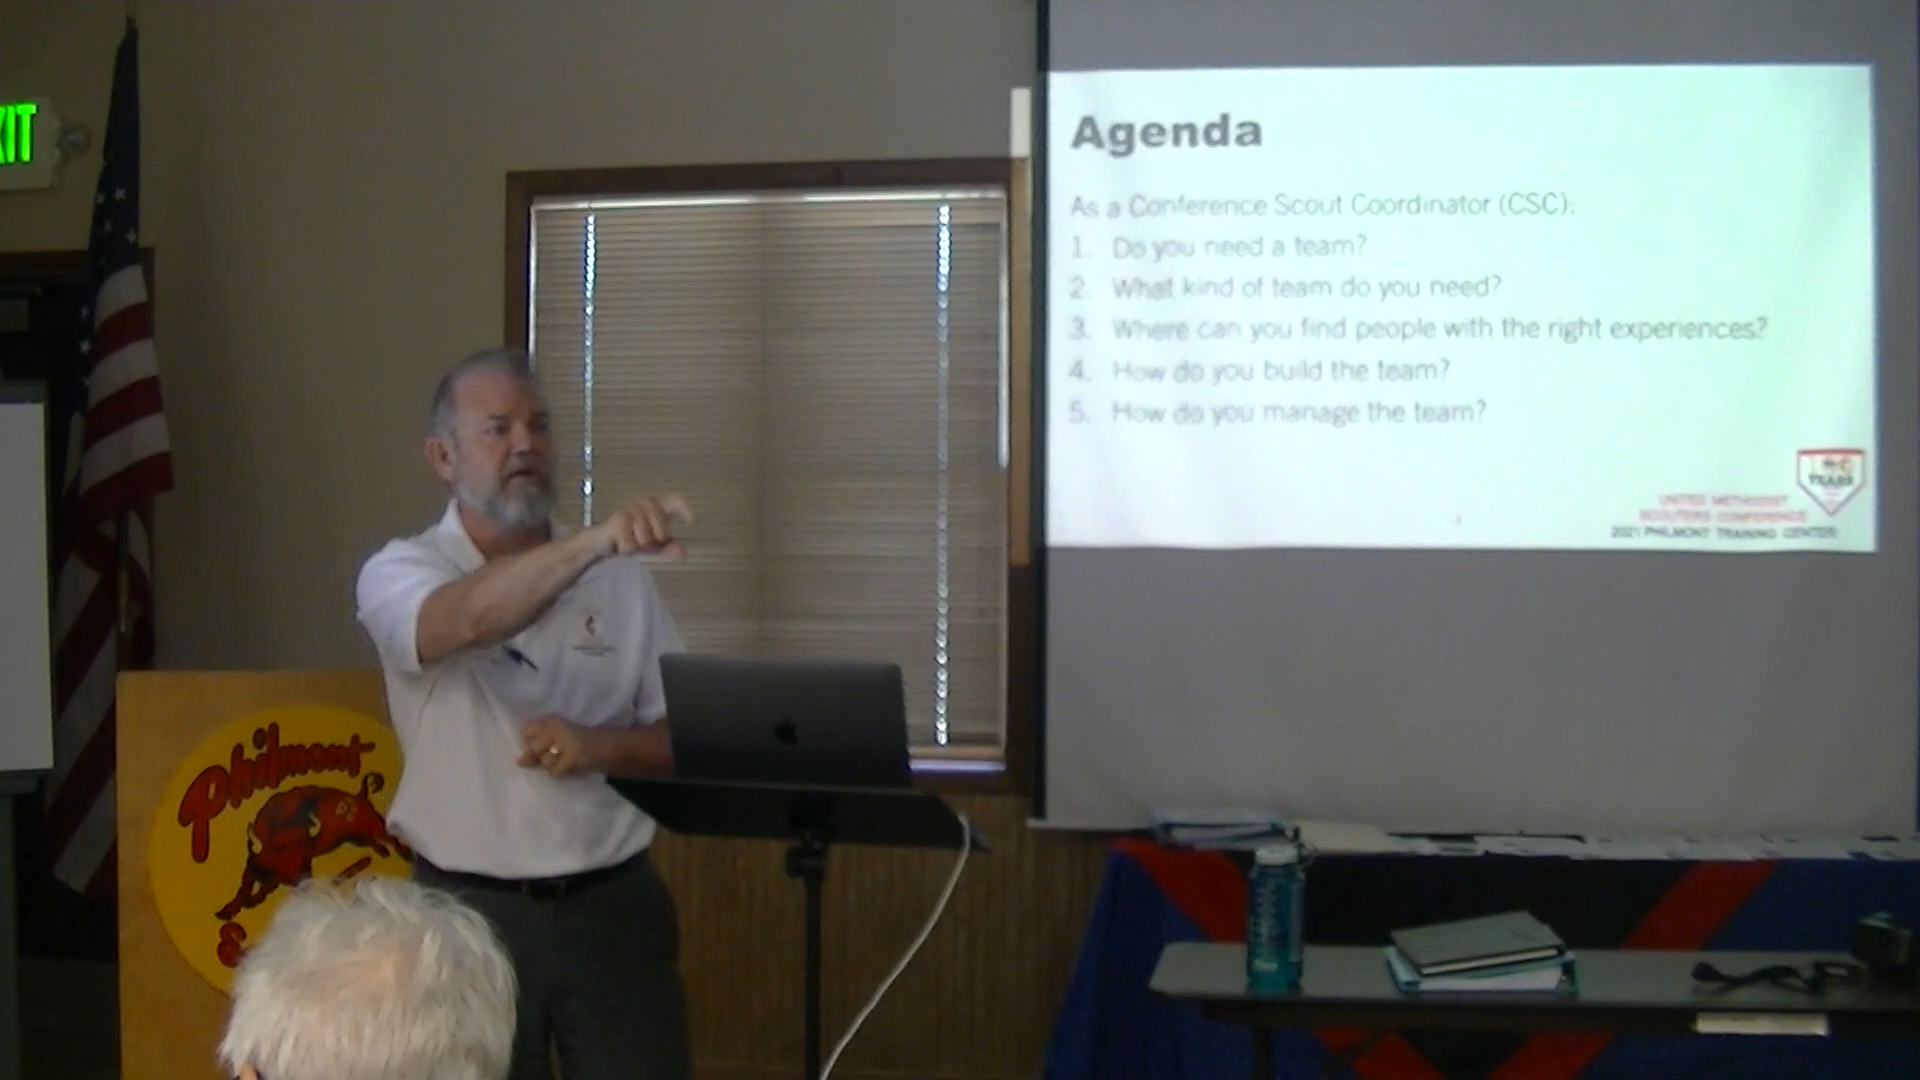 XIT
Agenda
As a Conference Scout Coordinator (CSC):
1. Do you need a team?
2. What kind of team do you need?
3. Where can you find people with the right experiences?
4. How do you build the team?
5. How do you manage the team?
YEARS
UNITED METHODIST
SCOUTERS CONFERENCE
2021 PHILMONT TRAINING CENTER
Philmont